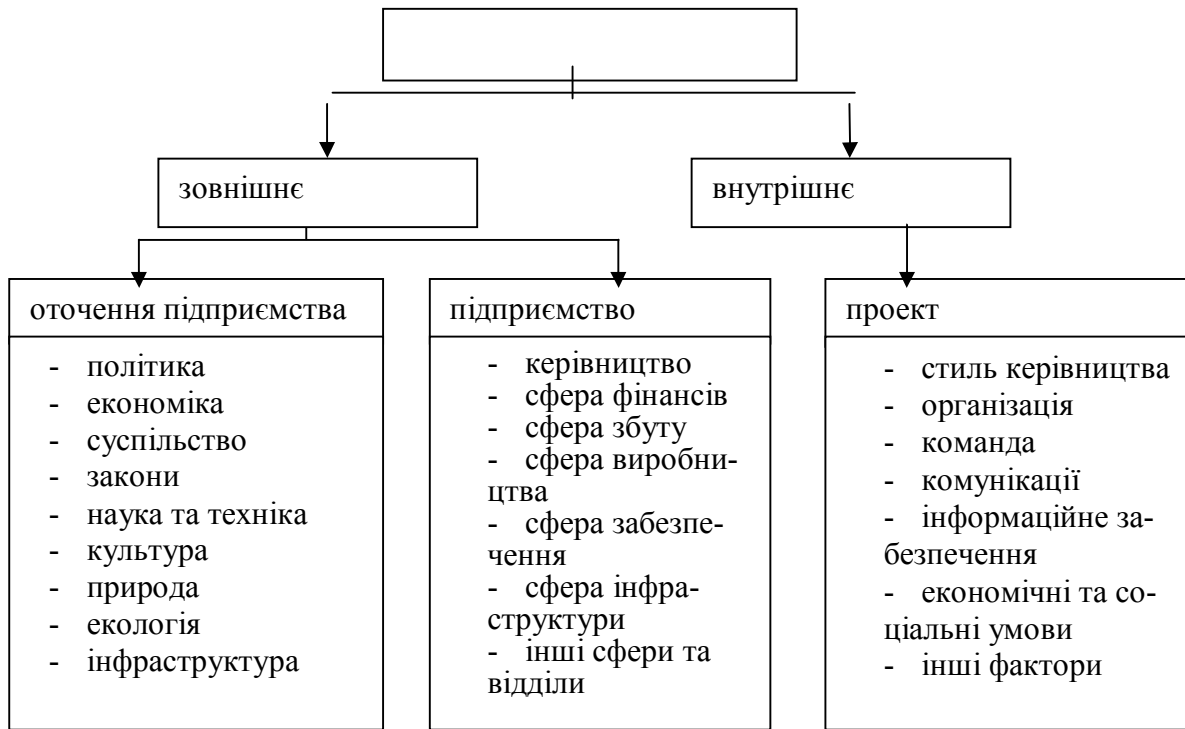 зовнішнє
внутрішнє
оточення підприємства
- політика
- економіка
- суспільство
- закони
- наука та техніка
- культура
- природа
- екологія
- інфраструктура
підприємство
- керівництво
- сфера фінансів
- сфера збуту
- сфера виробни-
цтва
- сфера забезпе-
чення
- сфера інфра-
структури
- інші сфери та
відділи
проект
- стиль керівництва
- організація
- команда
- комунікації
- інформаційне за-
безпечення
- економічні та со-
ціальні умови
- інші фактори